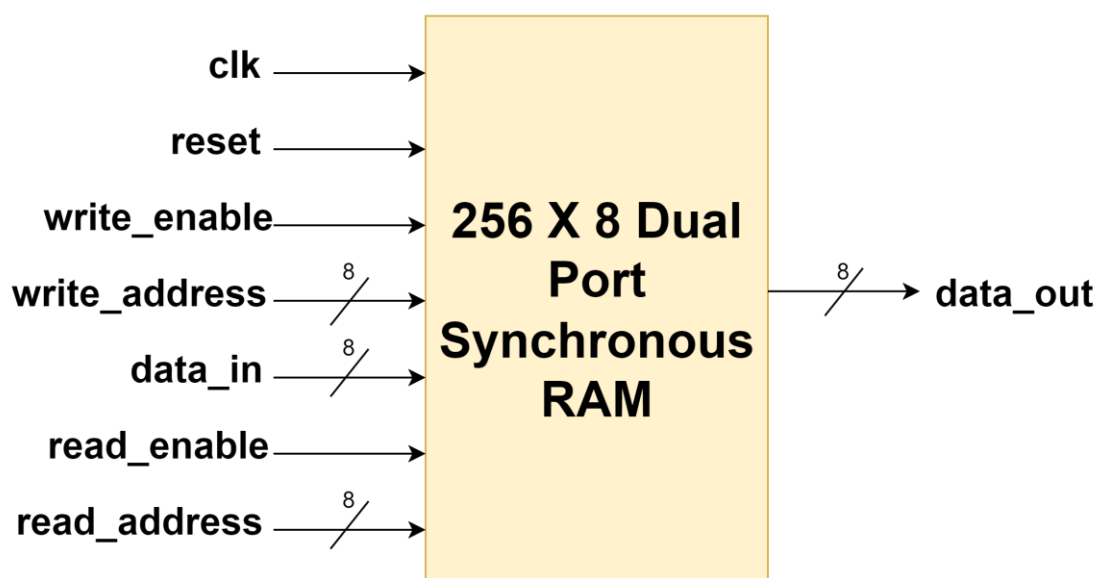 clk
reset
write_enable
8
write_address
8
data_in
read_enable
8
read_address
256 X 8 Dual
Port
Synchronous
RAM
8
data_out